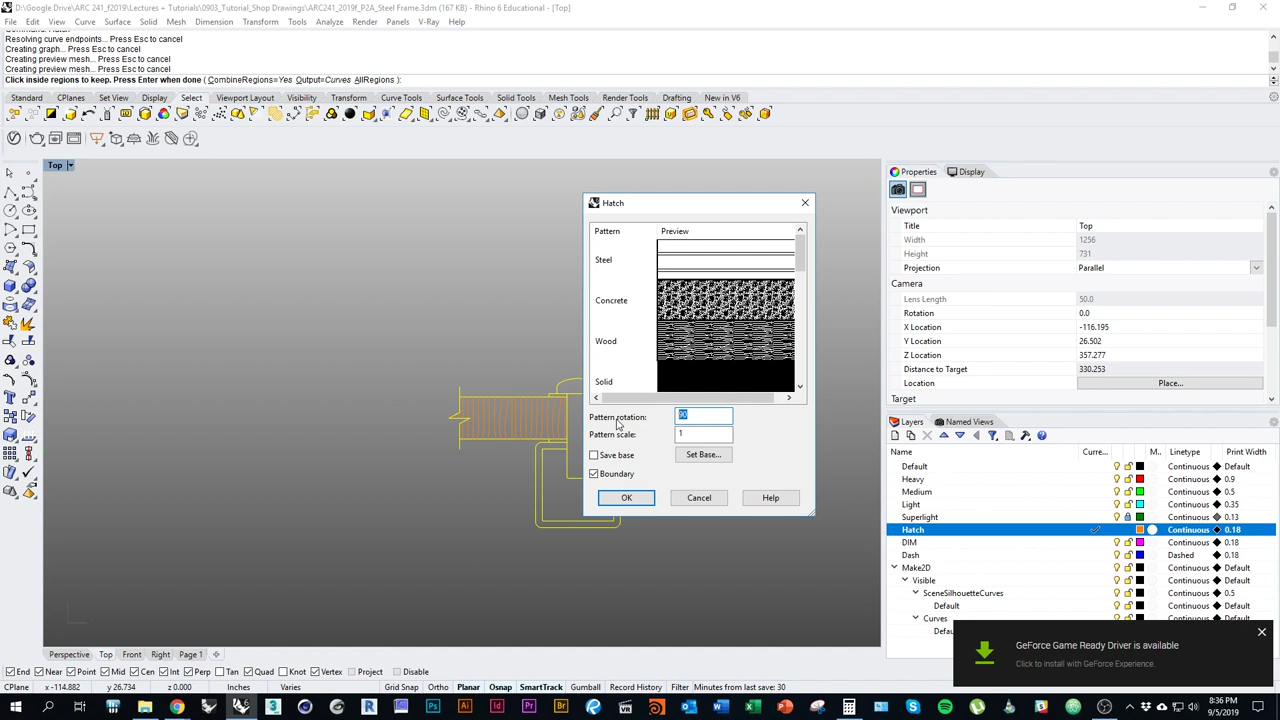 D:\Google Drive\ARC 241_f2019\Lectures + Tutorials\0903_Tutorial_Shop Drawings\ARC241_2019f_P2A_Steel Frame.3dm (167 KB) - Rhino 6 Educational - [Top]
File Edit View Curve Surface Solid Mesh Dimension Transform Tools Analyze Render Panels V-Ray Help
Resolving curve endpoints... Press Esc to cancel
Creating graph... Press Esc to cancel
Creating preview mesh... Press Esc to cancel
Creating preview mesh... Press Esc to cancel
Click inside regions to keep. Press Enter when done ( CombineRegions=Yes Output=Curves AllRegions ):
Standard CPlanes Set View Display Select Viewport Layout Visibility Transform Curve Tools Surface Tools Solid Tools Mesh Tools Render Tools Drafting New in V6
Top
Hatch
Pattern Preview
Steel
Concrete
Wood
Solid
Pattern rotation: 90
Pattern scale: 1
Save base Set Base...
Boundary
OK Cancel Help
Properties Display
Viewport
Title Top
Width 1256
Height 731
Projection Parallel
Camera
Lens Length 50.0
Rotation 0.0
X Location -116.195
Y Location 26.502
Z Location 357.277
Distance to Target 330.253
Location Place...
Target
Layers Named Views
Name Curre... M... Linetype Print Width
Default Continuous Default
Heavy Continuous 0.9
Medium Continuous 0.5
Light Continuous 0.35
Superlight Continuous 0.13
Hatch Continuous 0.18
DIM Continuous 0.18
Dash Dashed 0.18
Make2D Continuous Default
Visible Continuous Default
SceneSilhouetteCurves Continuous 0.5
Default Continuous Default
Curves Continuous Default
GeForce Game Ready Driver is available
Click to install with GeForce Experience.
Perspective Top Front Right Page 1
End Near Point Mid Cen Int Perp Tan Quad Knot Vertex Project Disable
CPlane x -114.882 y 26.734 z 0.000 Inches Varies Grid Snap Ortho Planar Osnap SmartTrack Gumball Record History Filter Minutes from last save: 30
8:36 PM
9/5/2019